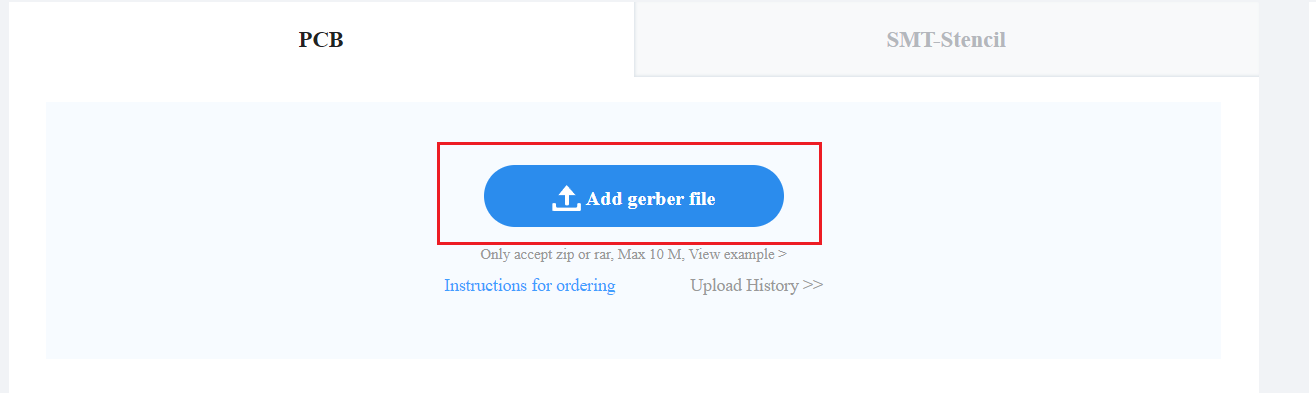 PCB
SMT-Stencil
Add gerber file
Only accept zip or rar, Max 10 M, View example >
Instructions for ordering
Upload History >>